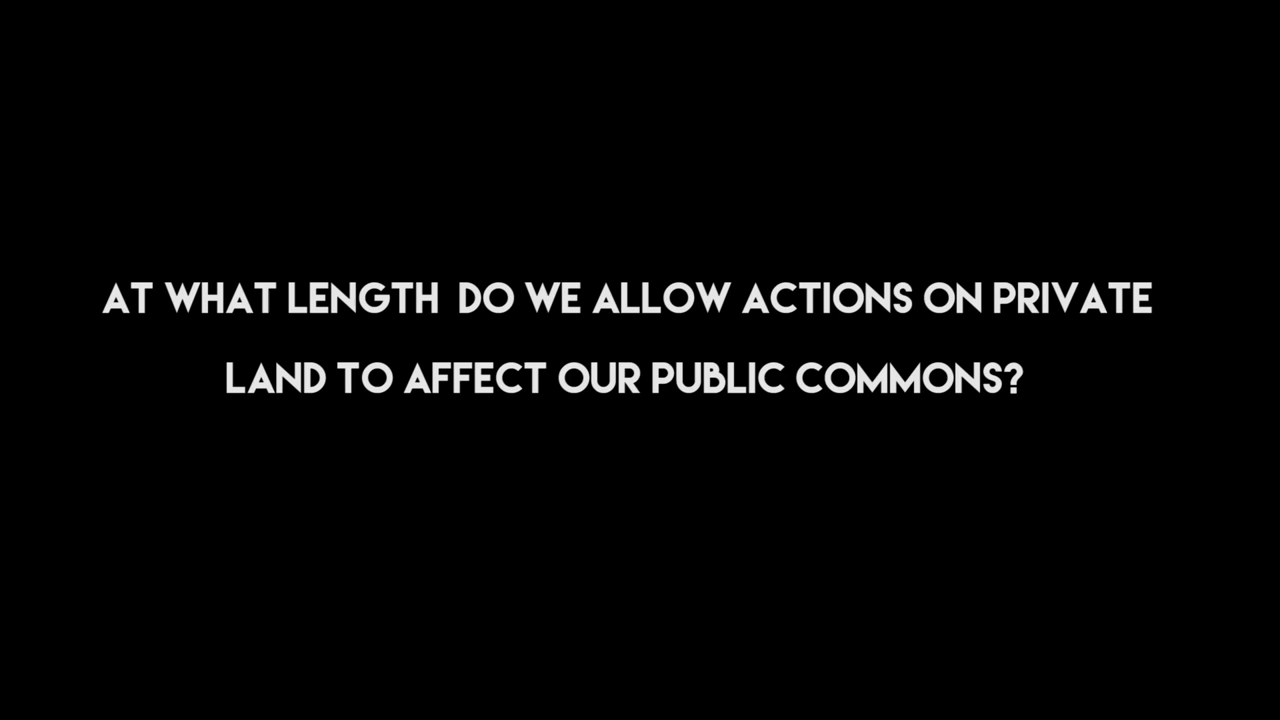 AT WHAT LENGTH DO WE ALLOW ACTIONS ON PRIVATE
LAND TO AFFECT OUR PUBLIC COMMONS?